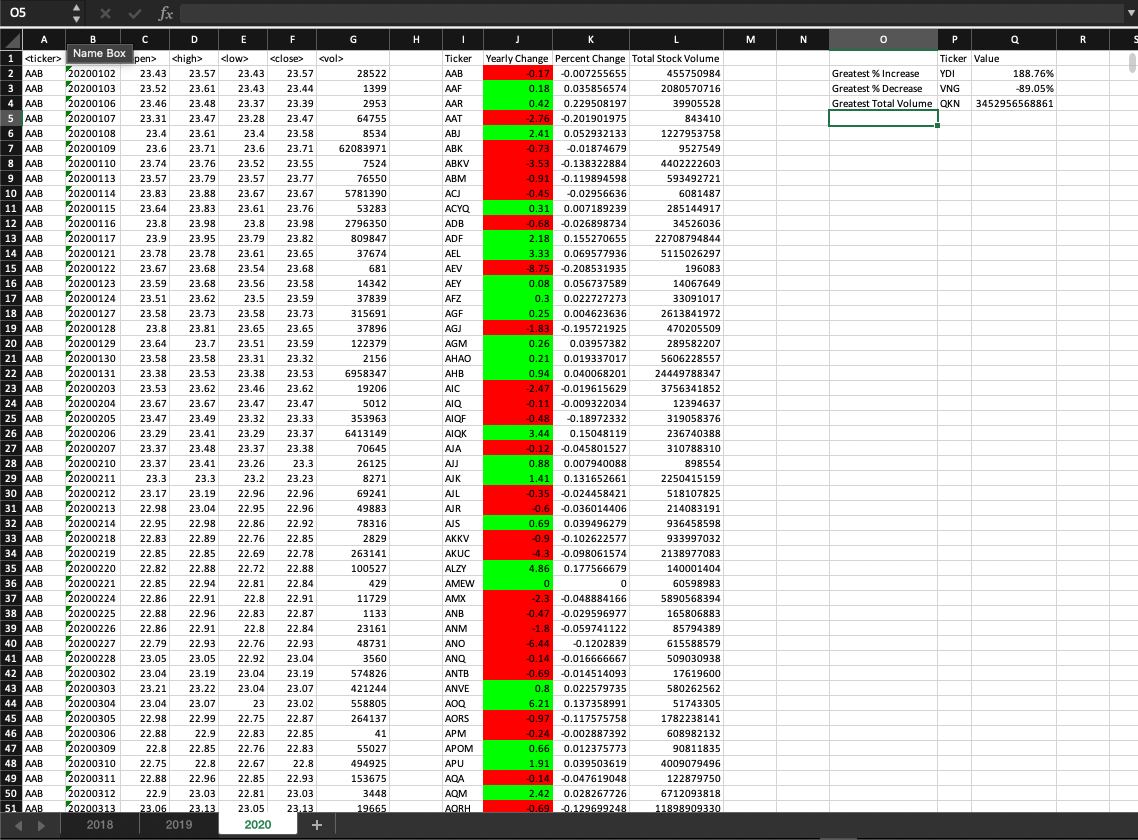 O5 fx
A B C D E F G H I J K L M N O P Q R S
Name Box
1 <ticker> pen> <high> <low> <close> <vol> Ticker Yearly Change Percent Change Total Stock Volume Ticker Value
2 AAB 20200102 23.43 23.57 23.43 23.57 28522 AAB -0.17 -0.007255655 455750984 Greatest % Increase YDI 188.76%
3 AAB 20200103 23.52 23.61 23.43 23.44 1399 AAF 0.18 0.035856574 2080570716 Greatest % Decrease VNG -89.05%
4 AAB 20200106 23.46 23.48 23.37 23.39 2953 AAR 0.42 0.229508197 39905528 Greatest Total Volume QKN 3452956568861
5 AAB 20200107 23.31 23.47 23.28 23.47 64755 AAT -2.76 -0.201901975 843410
6 AAB 20200108 23.4 23.61 23.4 23.58 8534 ABJ 2.41 0.052932133 1227953758
7 AAB 20200109 23.6 23.71 23.6 23.71 62083971 ABK -0.73 -0.01874679 9527549
8 AAB 20200110 23.74 23.76 23.52 23.55 7524 ABKV -3.53 -0.138322884 4402222603
9 AAB 20200113 23.57 23.79 23.57 23.77 76550 ABM -0.91 -0.119894598 593492721
10 AAB 20200114 23.83 23.88 23.67 23.67 5781390 ACJ -0.45 -0.02956636 6081487
11 AAB 20200115 23.64 23.83 23.61 23.76 53283 ACYQ 0.31 0.007189239 285144917
12 AAB 20200116 23.8 23.98 23.8 23.98 2796350 ADB -0.68 -0.026898734 34526036
13 AAB 20200117 23.9 23.95 23.79 23.82 809847 ADF 2.18 0.155270655 22708794844
14 AAB 20200121 23.78 23.78 23.61 23.65 37674 AEL 3.33 0.069577936 5115026297
15 AAB 20200122 23.67 23.68 23.54 23.68 681 AEV -8.75 -0.208531935 196083
16 AAB 20200123 23.59 23.68 23.56 23.58 14342 AEY 0.08 0.056737589 14067649
17 AAB 20200124 23.51 23.62 23.5 23.59 37839 AFZ 0.3 0.022727273 33091017
18 AAB 20200127 23.58 23.73 23.58 23.73 315691 AGF 0.25 0.004623636 2613841972
19 AAB 20200128 23.8 23.81 23.65 23.65 37896 AGJ -1.83 -0.195721925 470205509
20 AAB 20200129 23.64 23.7 23.51 23.59 122379 AGM 0.26 0.03957382 289582207
21 AAB 20200130 23.58 23.58 23.31 23.32 2156 AHAO 0.21 0.019337017 5606228557
22 AAB 20200131 23.38 23.53 23.38 23.53 6958347 AHB 0.94 0.040068201 24449788347
23 AAB 20200203 23.53 23.62 23.46 23.62 19206 AIC -2.47 -0.019615629 3756341852
24 AAB 20200204 23.67 23.67 23.47 23.47 5012 AIQ -0.11 -0.009322034 12394637
25 AAB 20200205 23.47 23.49 23.32 23.33 353963 AIQF -0.48 -0.18972332 319058376
26 AAB 20200206 23.29 23.41 23.29 23.37 6413149 AIQK 3.44 0.15048119 236740388
27 AAB 20200207 23.37 23.48 23.37 23.38 70645 AJA -0.12 -0.045801527 310788310
28 AAB 20200210 23.37 23.41 23.26 23.3 26125 AJJ 0.88 0.007940088 898554
29 AAB 20200211 23.3 23.3 23.2 23.23 8271 AJK 1.41 0.131652661 2250415159
30 AAB 20200212 23.17 23.19 22.96 22.96 69241 AJL -0.35 -0.024458421 518107825
31 AAB 20200213 22.98 23.04 22.95 22.96 49883 AJR -0.6 -0.036014406 214083191
32 AAB 20200214 22.95 22.98 22.86 22.92 78316 AJS 0.69 0.039496279 936458598
33 AAB 20200218 22.83 22.89 22.76 22.85 2829 AKKV -0.9 -0.102622577 933997032
34 AAB 20200219 22.85 22.85 22.69 22.78 263141 AKUC -4.3 -0.098061574 2138977083
35 AAB 20200220 22.82 22.88 22.72 22.88 100527 ALZY 4.86 0.177566679 140001404
36 AAB 20200221 22.85 22.94 22.81 22.84 429 AMEW 0 0 60598983
37 AAB 20200224 22.86 22.91 22.8 22.91 11729 AMX -2.3 -0.048884166 5890568394
38 AAB 20200225 22.88 22.96 22.83 22.87 1133 ANB -0.47 -0.029596977 165806883
39 AAB 20200226 22.86 22.91 22.8 22.84 23161 ANM -1.8 -0.059741122 85794389
40 AAB 20200227 22.79 22.93 22.76 22.93 48731 ANO -6.44 -0.1202839 615588579
41 AAB 20200228 23.05 23.05 22.92 23.04 3560 ANQ -0.14 -0.016666667 509030938
42 AAB 20200302 23.04 23.19 23.04 23.19 574826 ANTB -0.69 -0.014514093 17619600
43 AAB 20200303 23.21 23.22 23.04 23.07 421244 ANVE 0.8 0.022579735 580262562
44 AAB 20200304 23.04 23.07 23 23.02 558805 AOQ 6.21 0.137358991 51743305
45 AAB 20200305 22.98 22.99 22.75 22.87 264137 AORS -0.97 -0.117575758 1782238141
46 AAB 20200306 22.88 22.9 22.83 22.85 41 APM -0.24 -0.002887392 608982132
47 AAB 20200309 22.8 22.85 22.76 22.83 55027 APOM 0.66 0.012375773 90811835
48 AAB 20200310 22.75 22.8 22.67 22.8 494925 APU 1.91 0.039503619 4009079496
49 AAB 20200311 22.88 22.96 22.85 22.93 153675 AQA -0.14 -0.047619048 122879750
50 AAB 20200312 22.9 23.03 22.81 23.03 3448 AQM 2.42 0.028267726 6712093818
51 AAB 20200313 23.06 23.13 23.05 23.13 19665 AQRH -0.69 -0.129699248 11898909330
2018 2019 2020 +